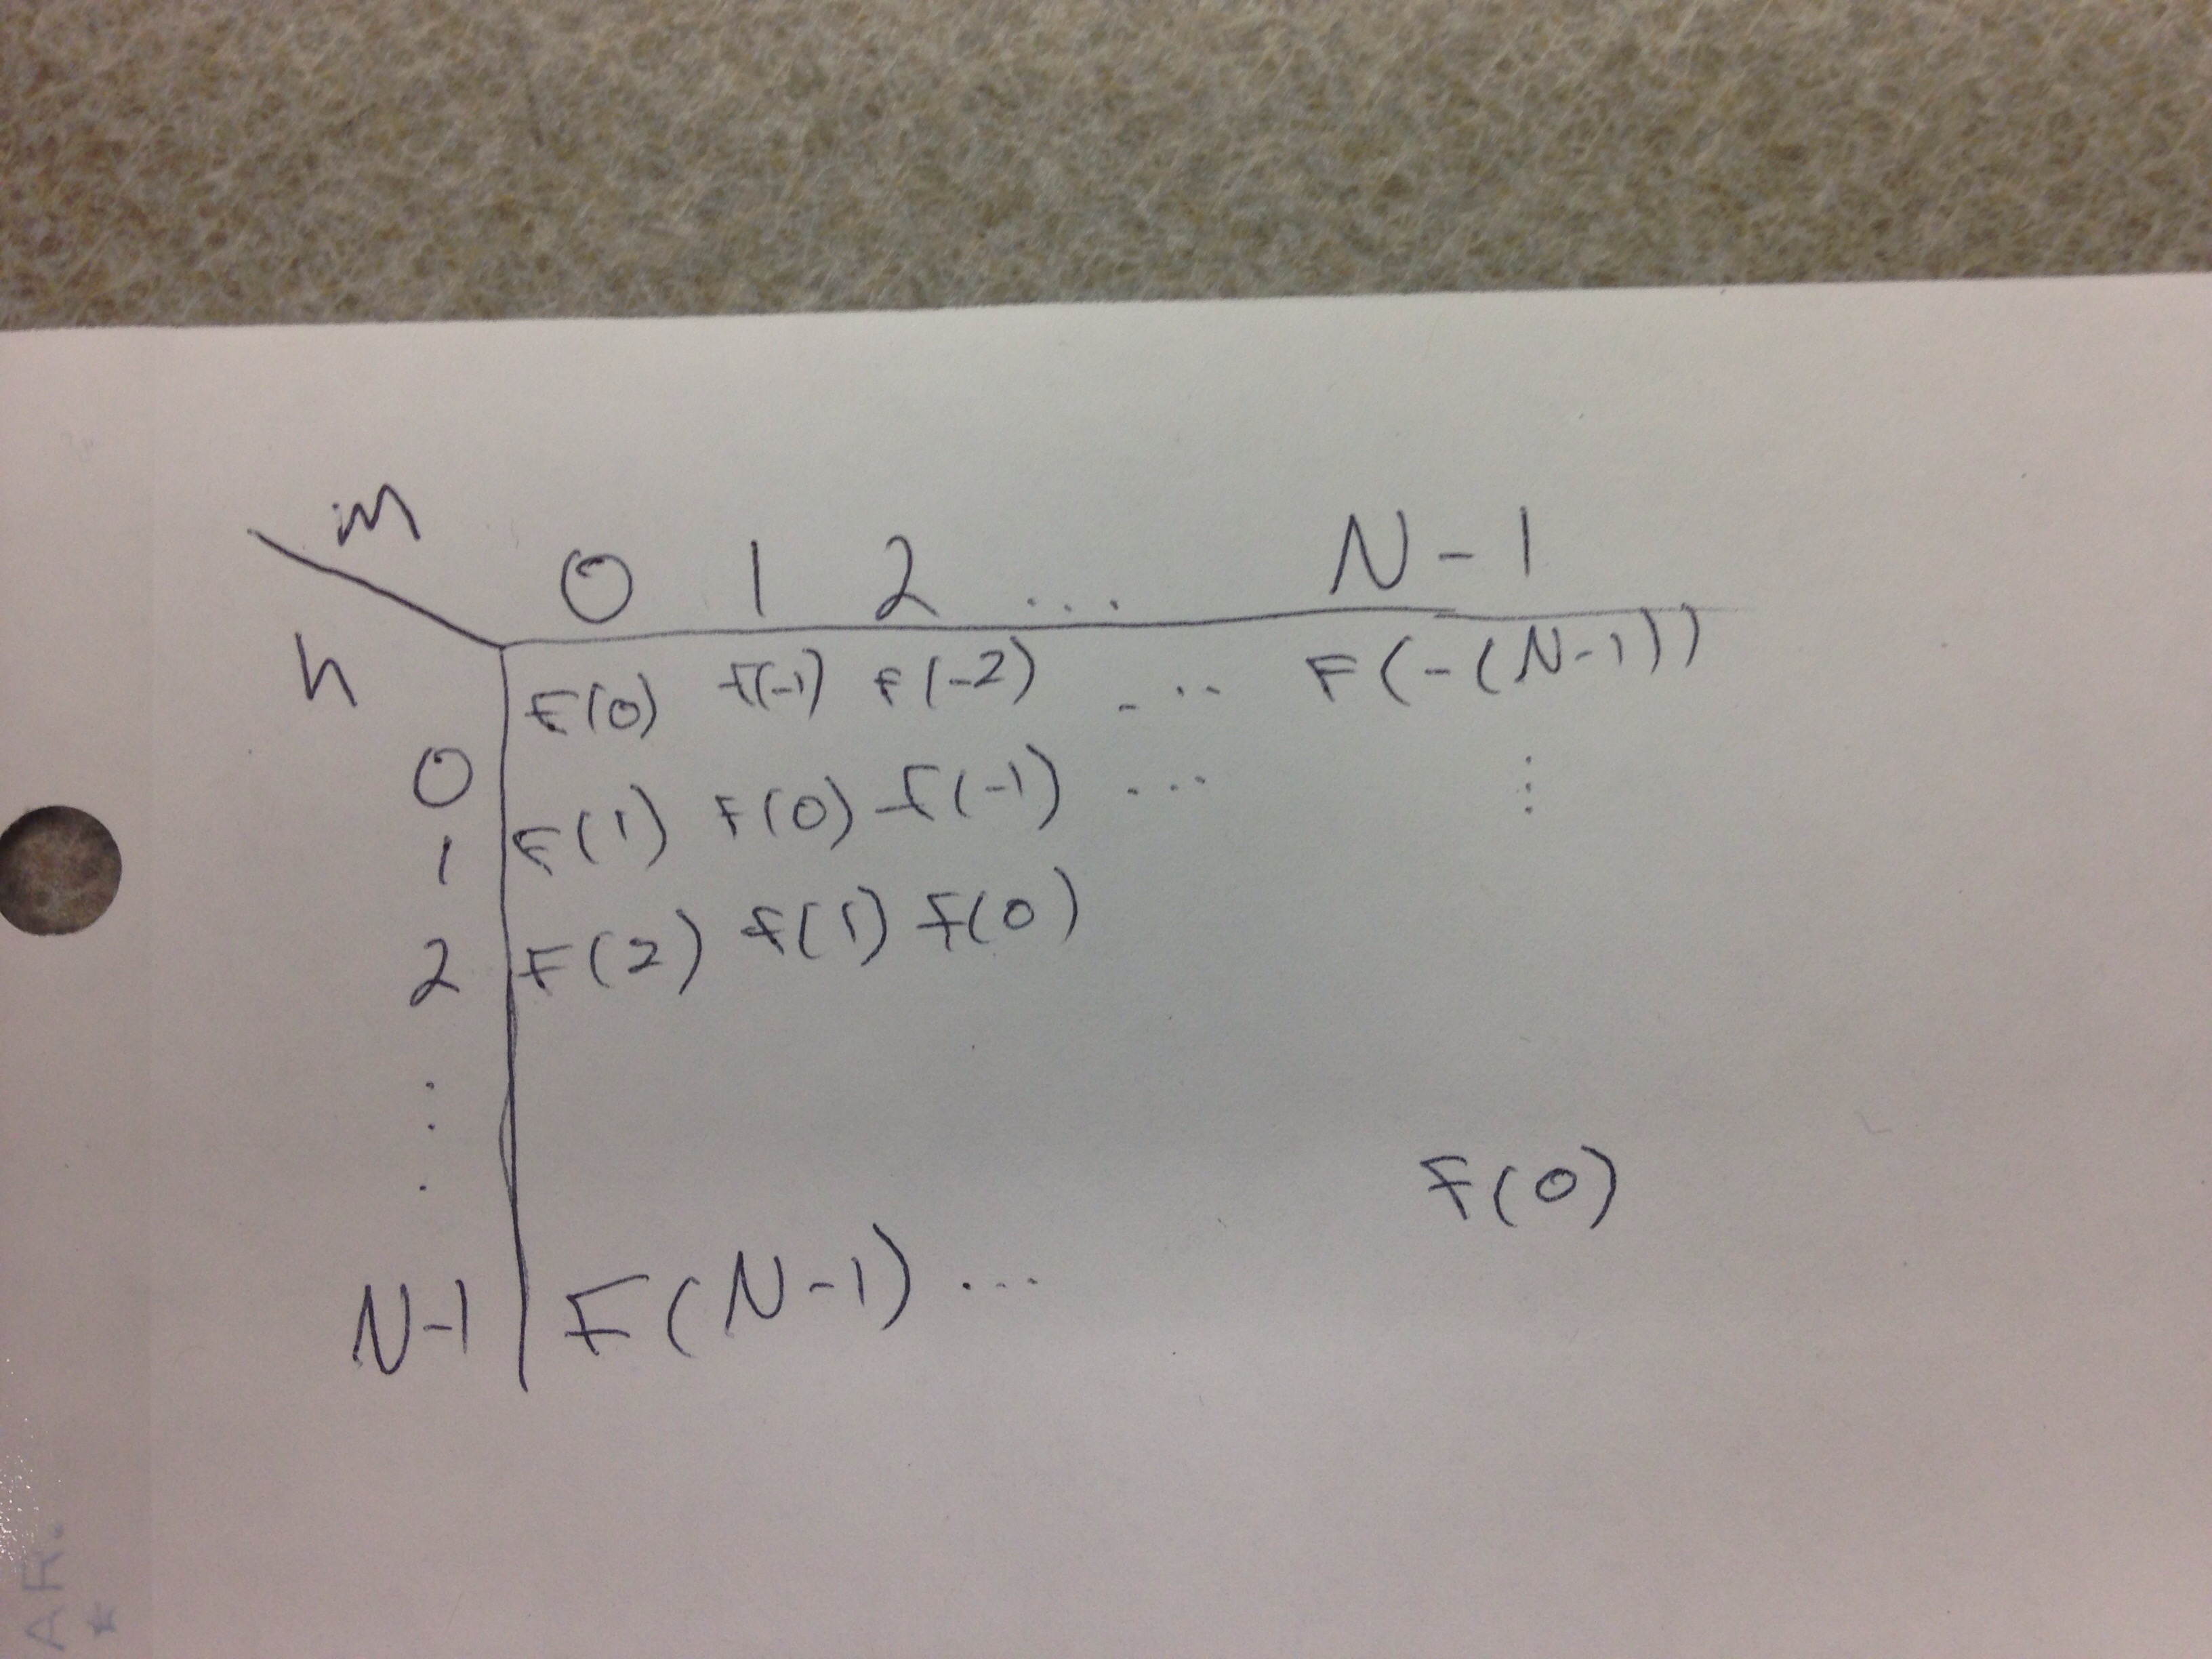 AR.
m 0 1 2 ... N-1
n
0 F(0) F(-1) F(-2) ... F(-(N-1))
1 F(1) F(0) F(-1) ... ...
2 F(2) F(1) F(0)
...
N-1 F(N-1) ... F(0)